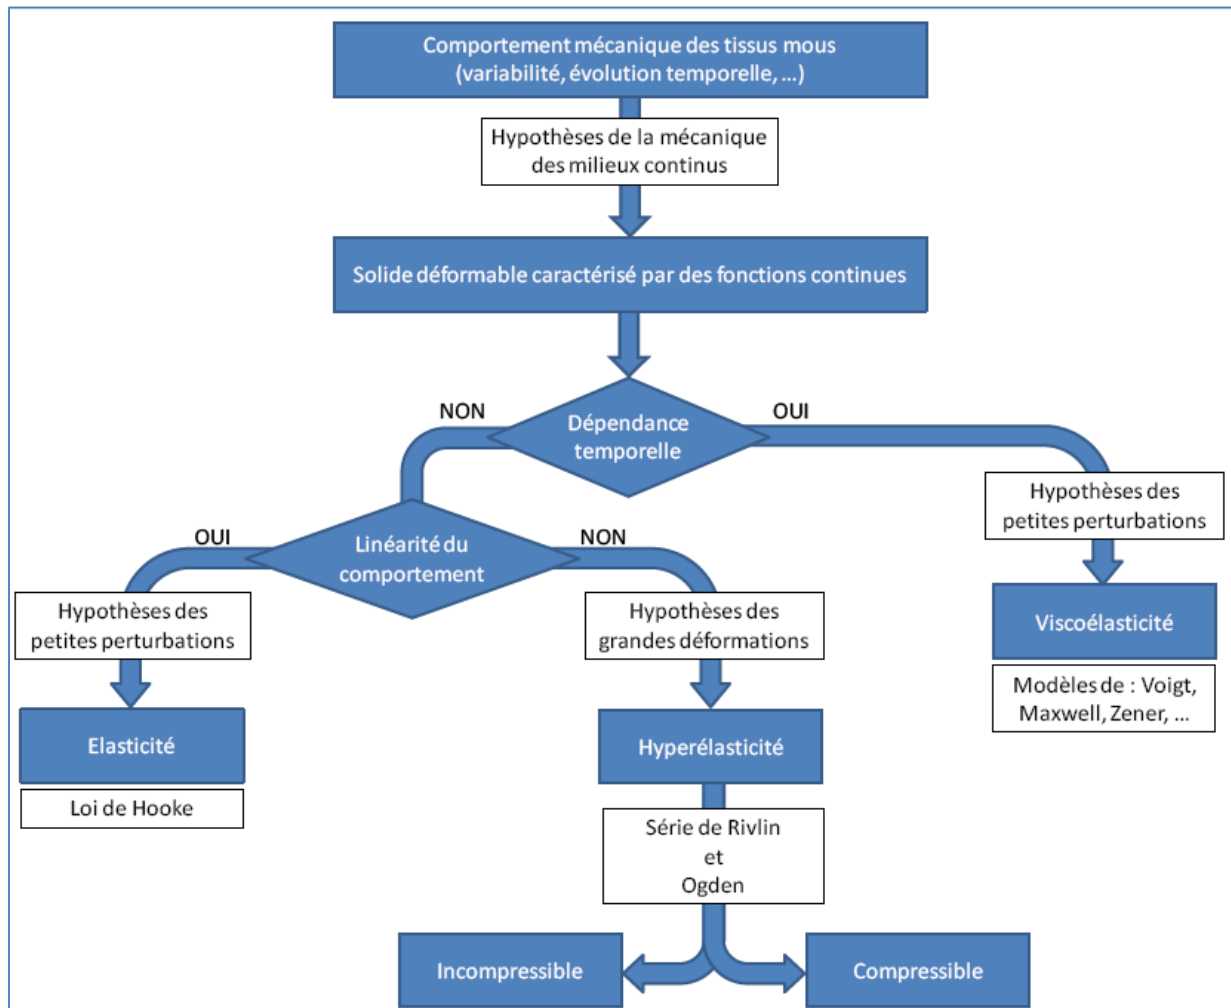 Comportement mécanique des tissus mous
(variabilité, évolution temporelle, ...)
Hypothèses de la mécanique
des milieux continus
Solide déformable caractérisé par des fonctions continues
NON
OUI
Dépendance
temporelle
Hypothèses des
petites perturbations
OUI
NON
Linéarité du
comportement
Hypothèses des
petites perturbations
Hypothèses des
grandes déformations
Viscoélasticité
Modèles de : Voigt,
Maxwell, Zener, ...
Elasticité
Hyperélasticité
Loi de Hooke
Série de Rivlin
et
Ogden
Incompressible
Compressible